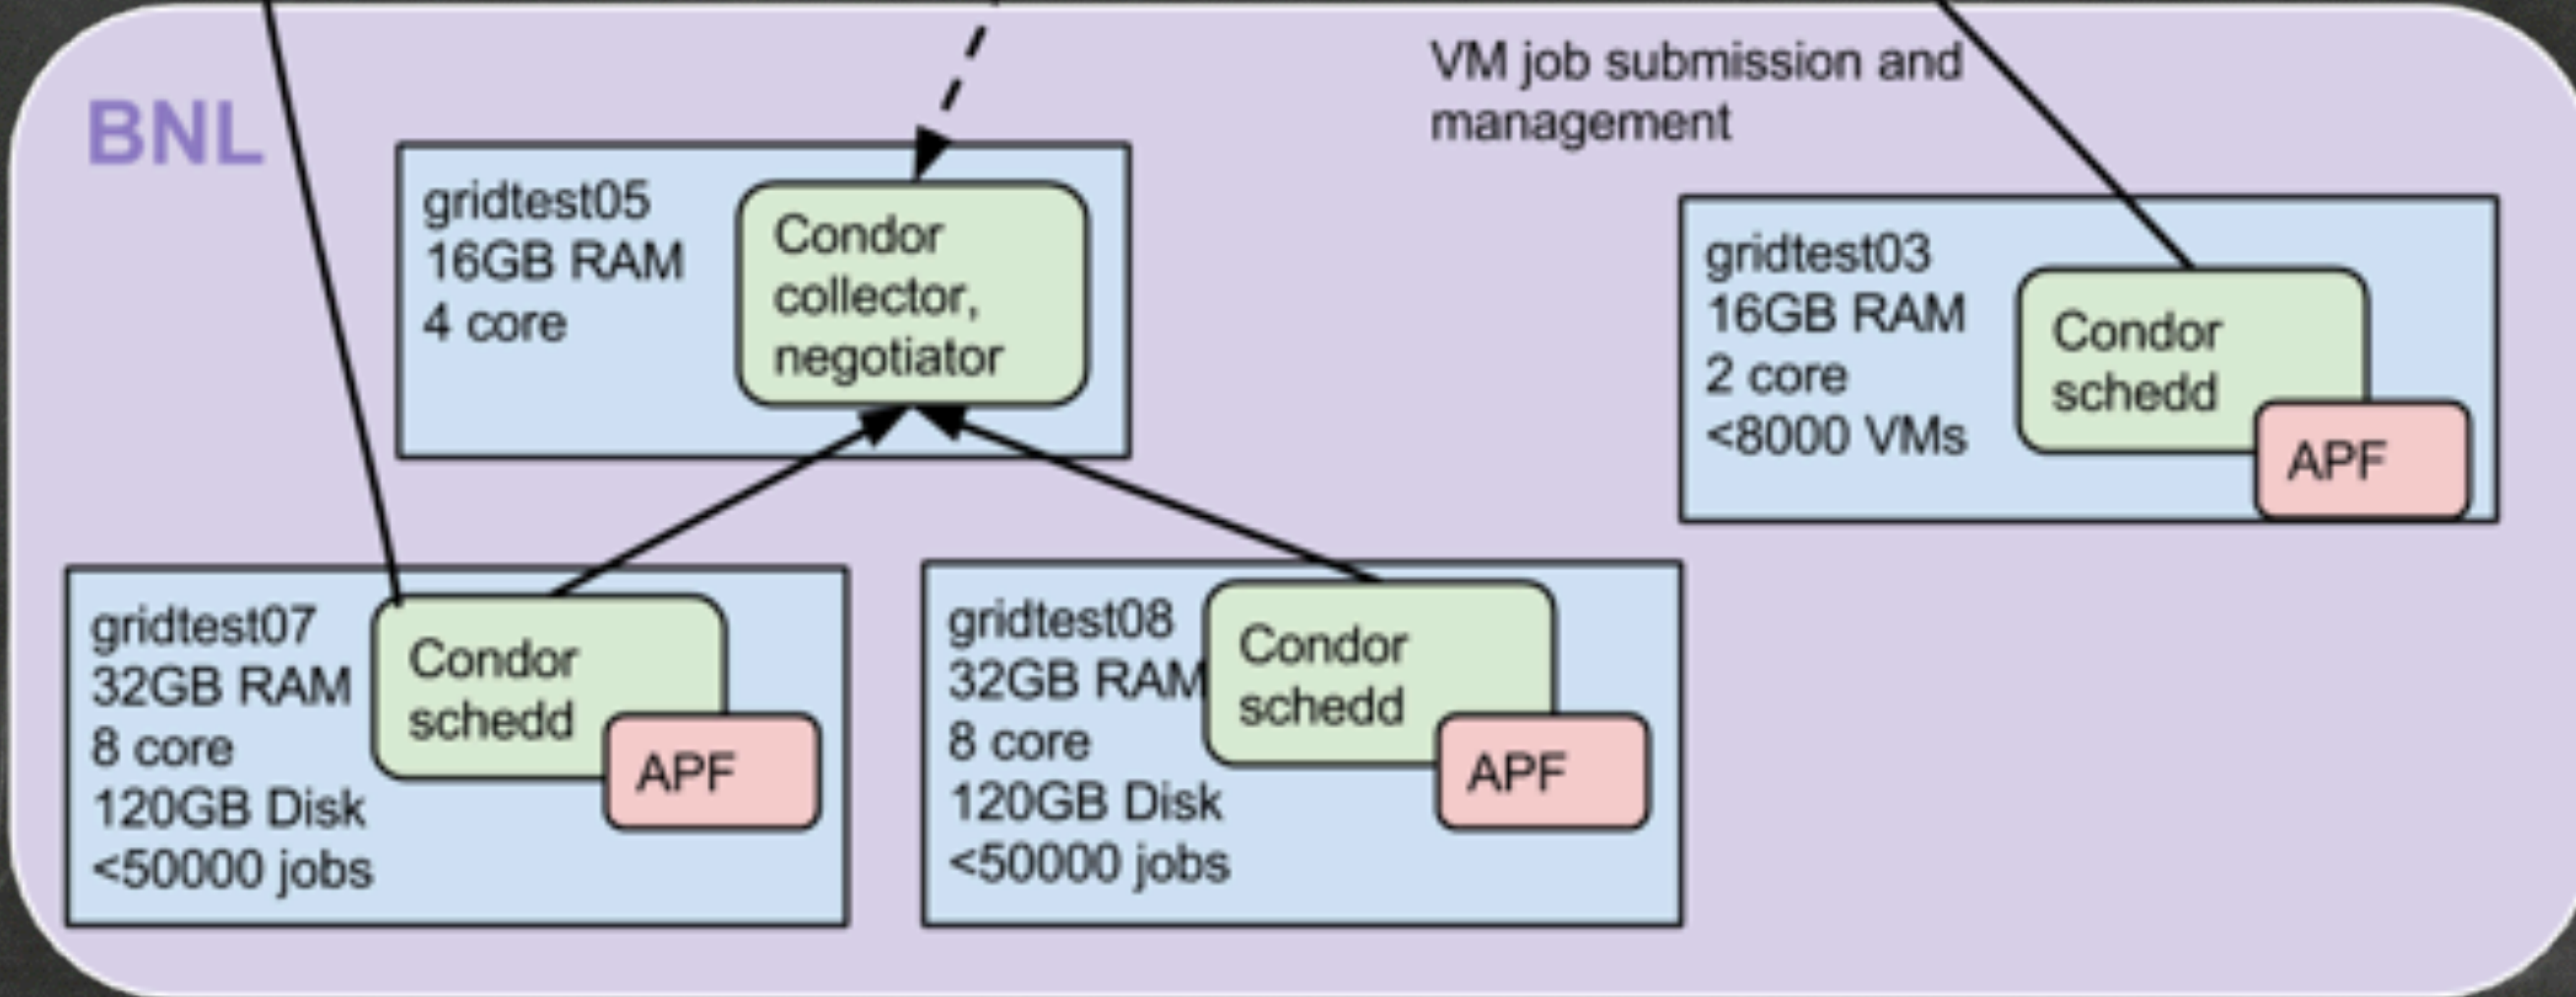 VM job submission and
management
BNL
gridtest05
16GB RAM
4 core
Condor
collector,
negotiator
gridtest03
16GB RAM
2 core
<8000 VMs
Condor
schedd
APF
gridtest07
32GB RAM
8 core
120GB Disk
<50000 jobs
Condor
schedd
APF
gridtest08
32GB RAM
8 core
120GB Disk
<50000 jobs
Condor
schedd
APF